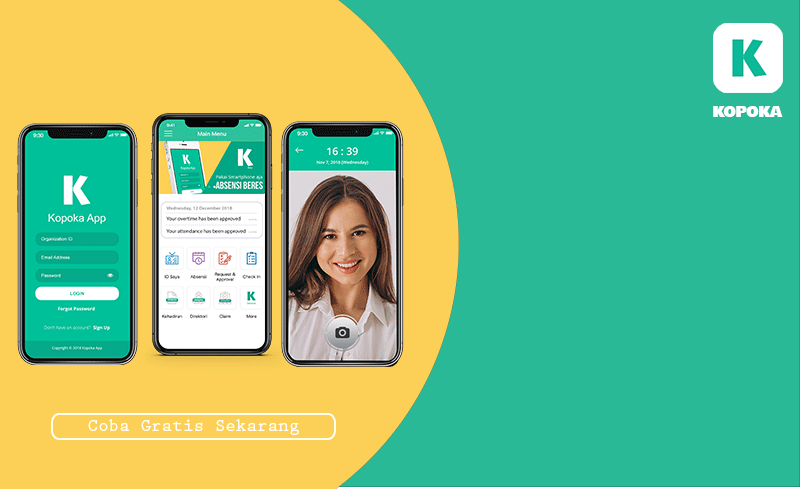 K
KOPOKA
9:30
K
Kopoka App
Organization ID
Email Address
Password
LOGIN
Forgot Password
Don't have an account? Sign Up
Copyright © 2018 Kopoka App
9:41
Main Menu
K
Kopoka App
K
Pakai Smartphone aja
ABSENSI BERES
Wednesday, 12 December 2018
Your overtime has been approved
Your attendance has been approved
ID Saya
Absensi
Request &
Approval
Check In
Kehadiran
Direktori
Claim
More
9:30
16 : 39
Nov 7, 2018 (Wednesday)
Coba Gratis Sekarang